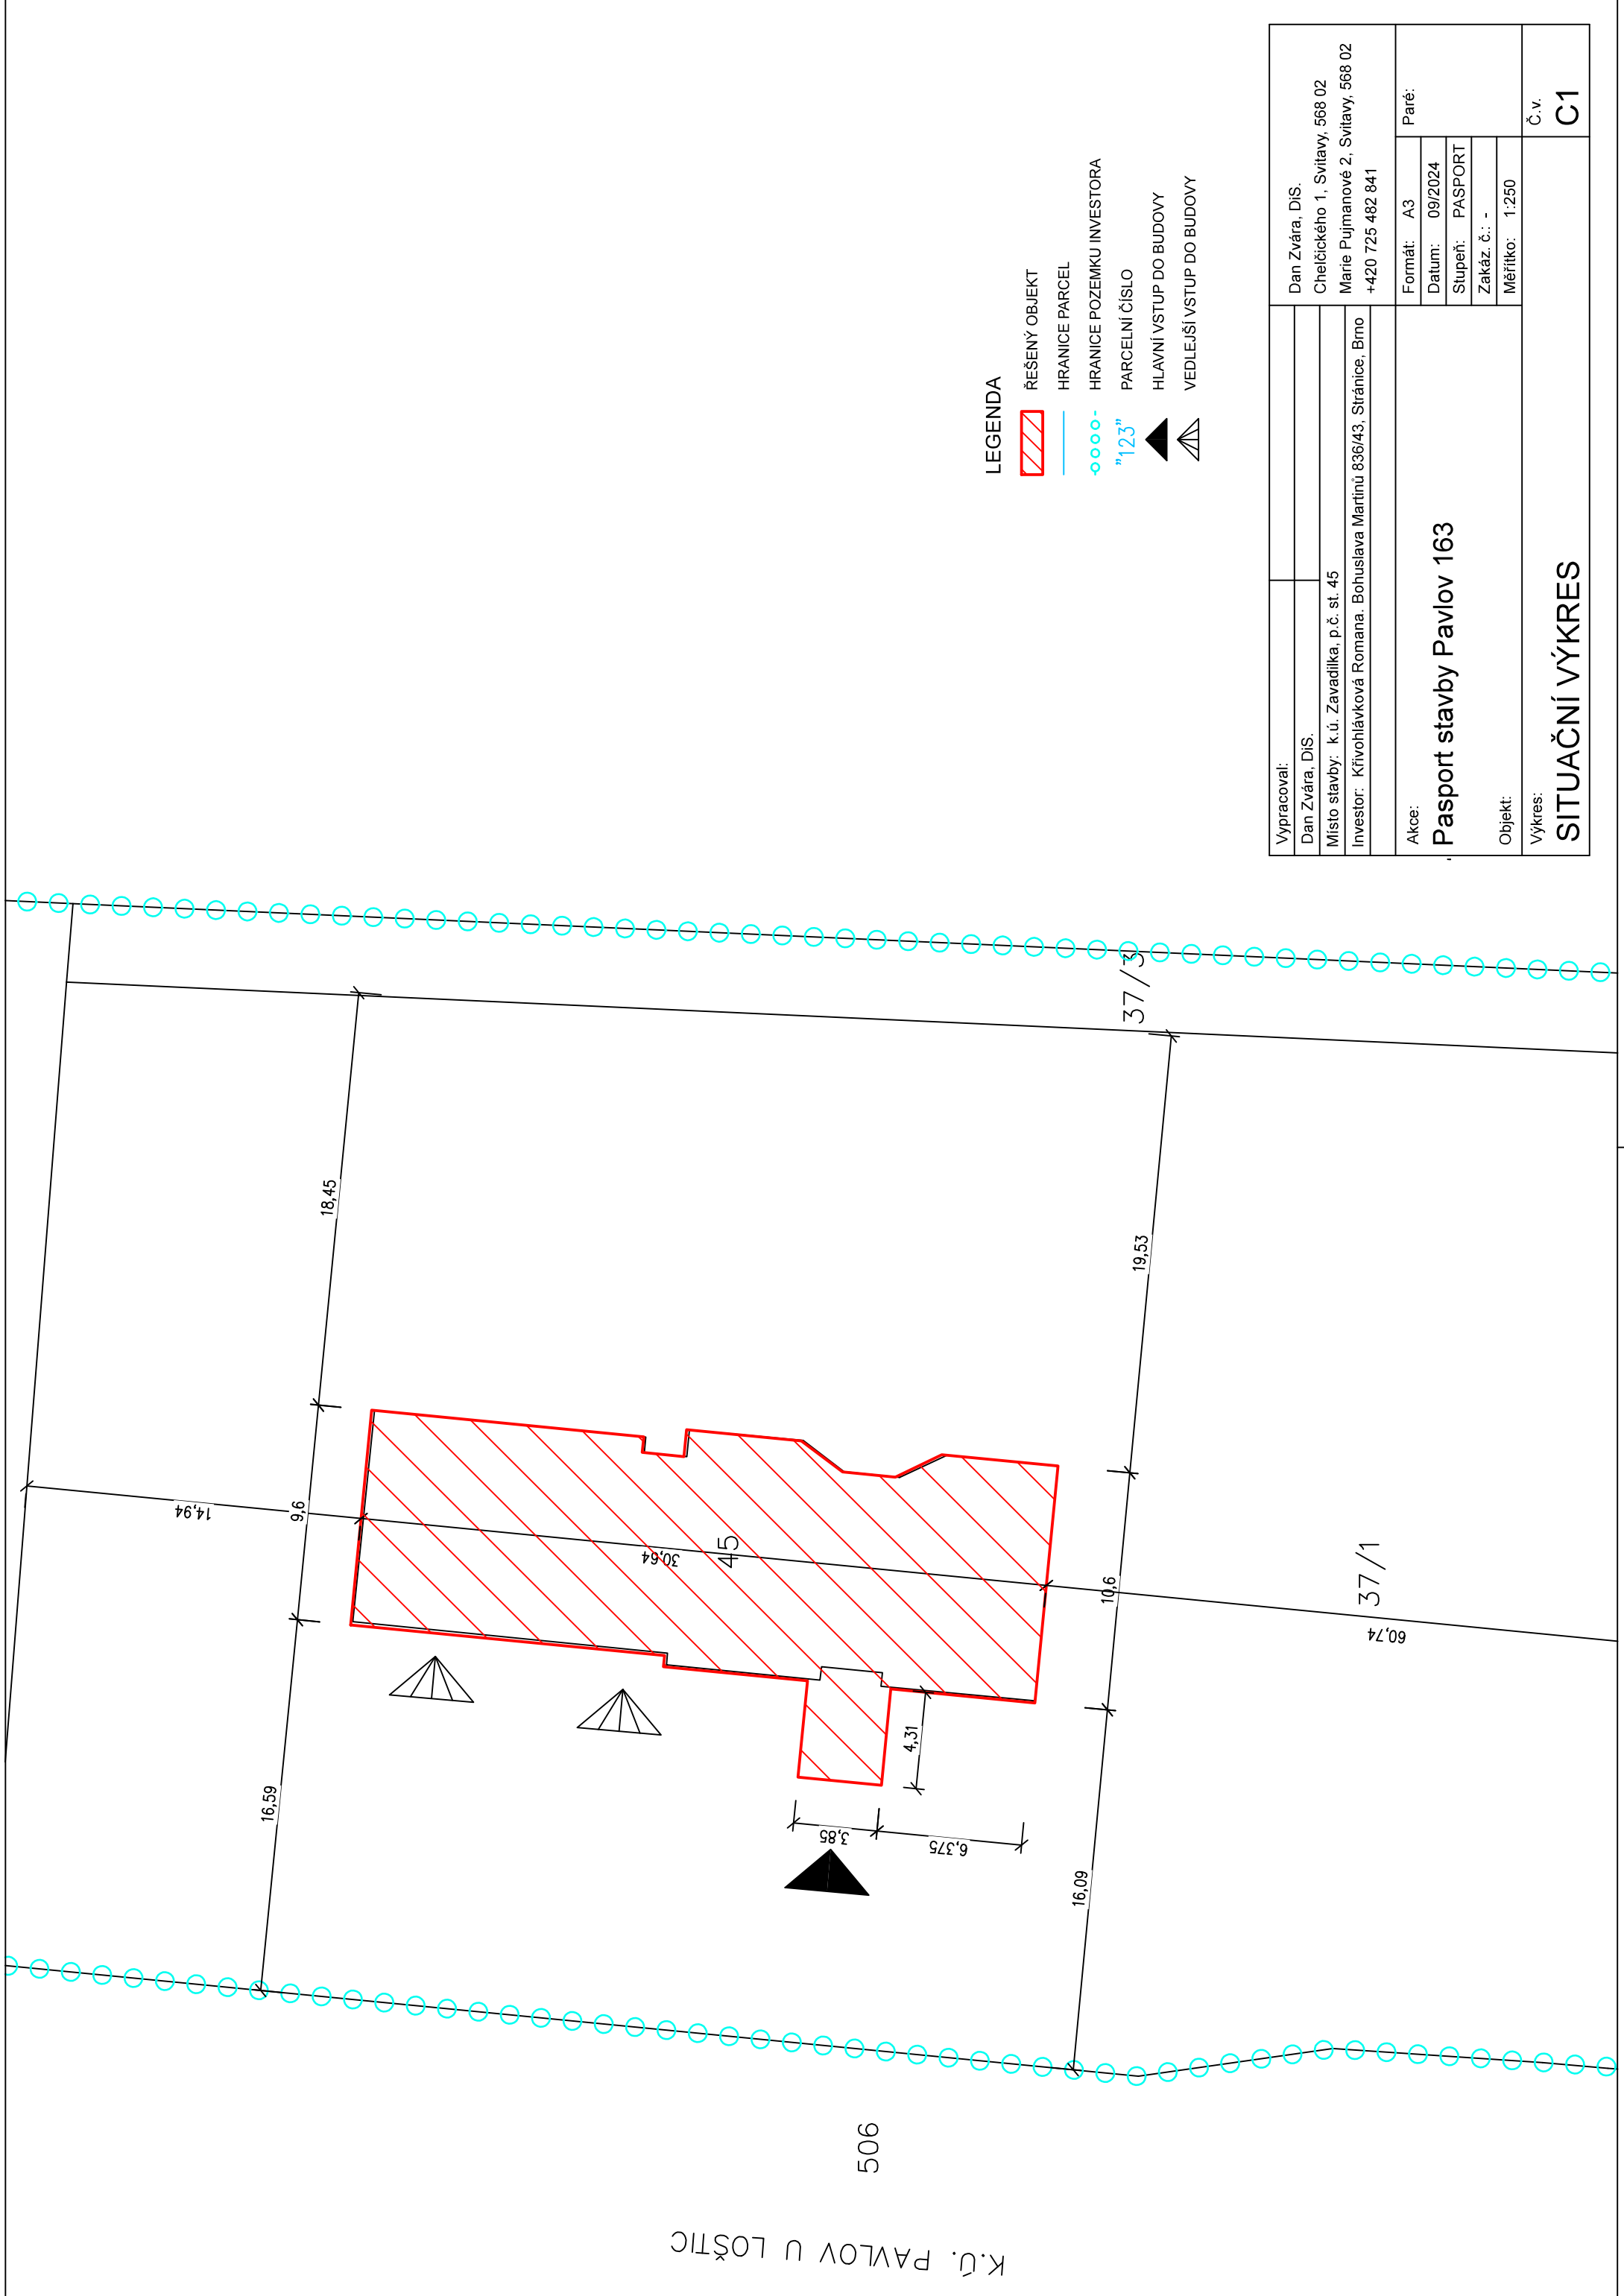 K.Ú. PAVLOV U LOŠTIC
506
16,59
9,6
18,45
14,94
30,64
45
3,85
6,375
4,31
16,09
10,6
19,53
37/3
37/1
60,74
LEGENDA
ŘEŠENÝ OBJEKT
HRANICE PARCEL
HRANICE POZEMKU INVESTORA
"123" PARCELNÍ ČÍSLO
HLAVNÍ VSTUP DO BUDOVY
VEDLEJŠÍ VSTUP DO BUDOVY
Vypracoval:
Dan Zvára, DiS.
Místo stavby: k.ú. Zavadilka, p.č. st. 45
Investor: Křivohlávková Romana. Bohuslava Martinů 836/43, Stránice, Brno
Dan Zvára, DiS.
Chelčického 1, Svitavy, 568 02
Marie Pujmanové 2, Svitavy, 568 02
+420 725 482 841
Akce:
Pasport stavby Pavlov 163
Objekt:
Formát: A3
Datum: 09/2024
Stupeň: PASPORT
Zakáz. č.: -
Měřítko: 1:250
Paré:
Výkres:
SITUAČNÍ VÝKRES
Č.v.
C1